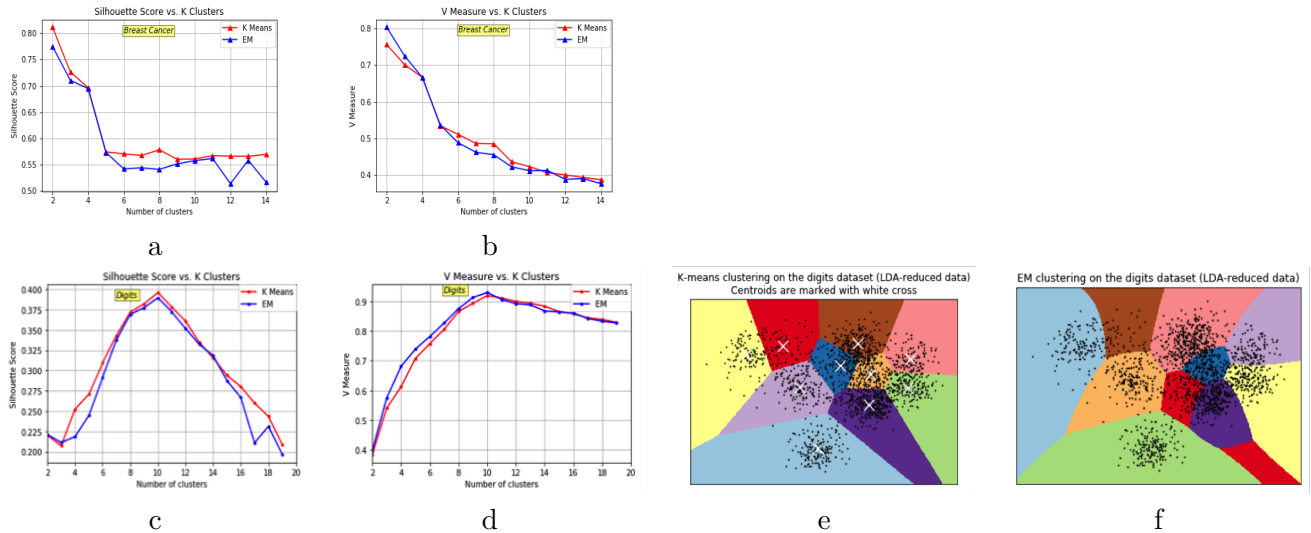 Silhouette Score vs. K Clusters
Breast Cancer
K Means
EM
Silhouette Score
0.80
0.75
0.70
0.65
0.60
0.55
0.50
2 4 6 8 10 12 14
Number of clusters
a
V Measure vs. K Clusters
Breast Cancer
K Means
EM
V Measure
0.8
0.7
0.6
0.5
0.4
2 4 6 8 10 12 14
Number of clusters
b
Silhouette Score vs. K Clusters
Digits
K Means
EM
Silhouette Score
0.400
0.375
0.350
0.325
0.300
0.275
0.250
0.225
0.200
2 4 6 8 10 12 14 16 18 20
Number of clusters
c
V Measure vs. K Clusters
Digits
K Means
EM
V Measure
0.9
0.8
0.7
0.6
0.5
0.4
2 4 6 8 10 12 14 16 18 20
Number of clusters
d
K-means clustering on the digits dataset (LDA-reduced data)
Centroids are marked with white cross
e
EM clustering on the digits dataset (LDA-reduced data)
f